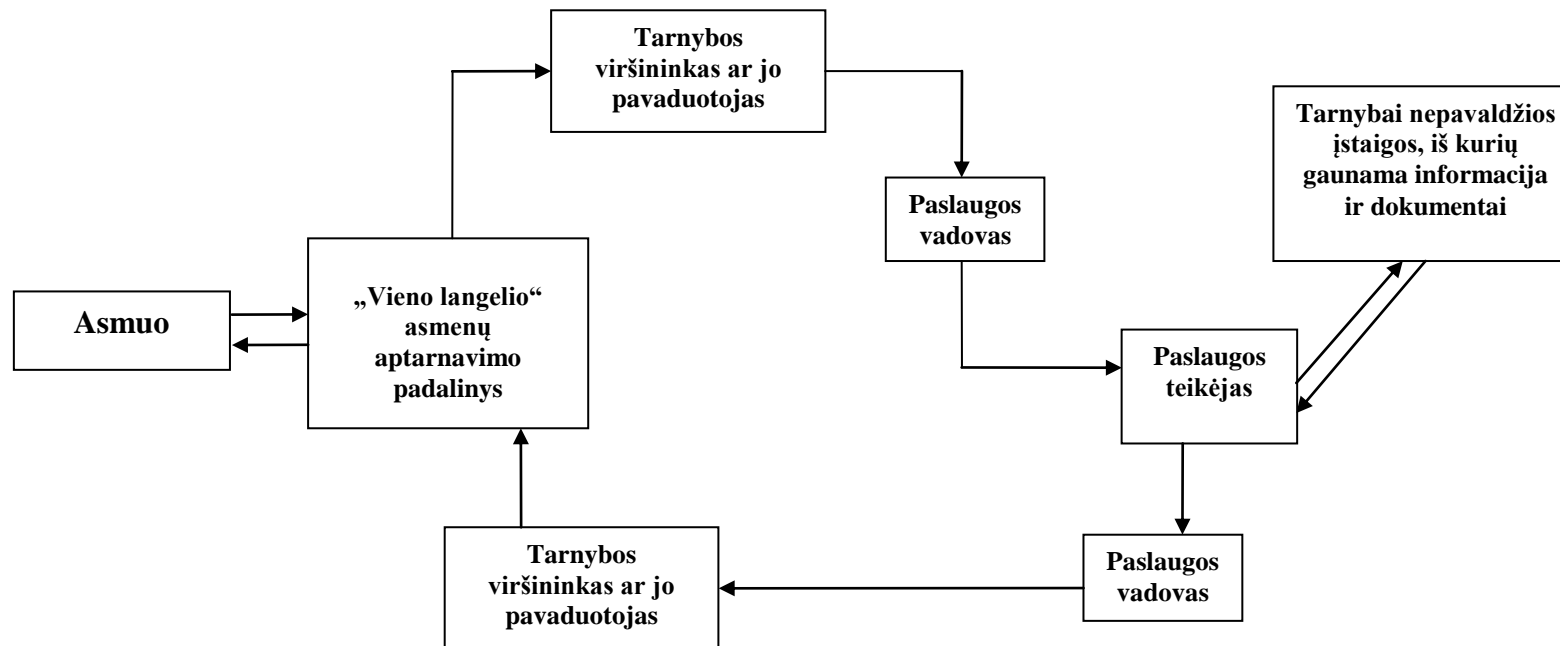 Tarnybos
viršininkas ar jo
pavaduotojas
Tarnybai nepavaldžios
įstaigos, iš kurių
gaunama informacija
ir dokumentai
Paslaugos
vadovas
„Vieno langelio“
asmenų
aptarnavimo
padalinys
Asmuo
Paslaugos
teikėjas
Tarnybos
viršininkas ar jo
pavaduotojas
Paslaugos
vadovas